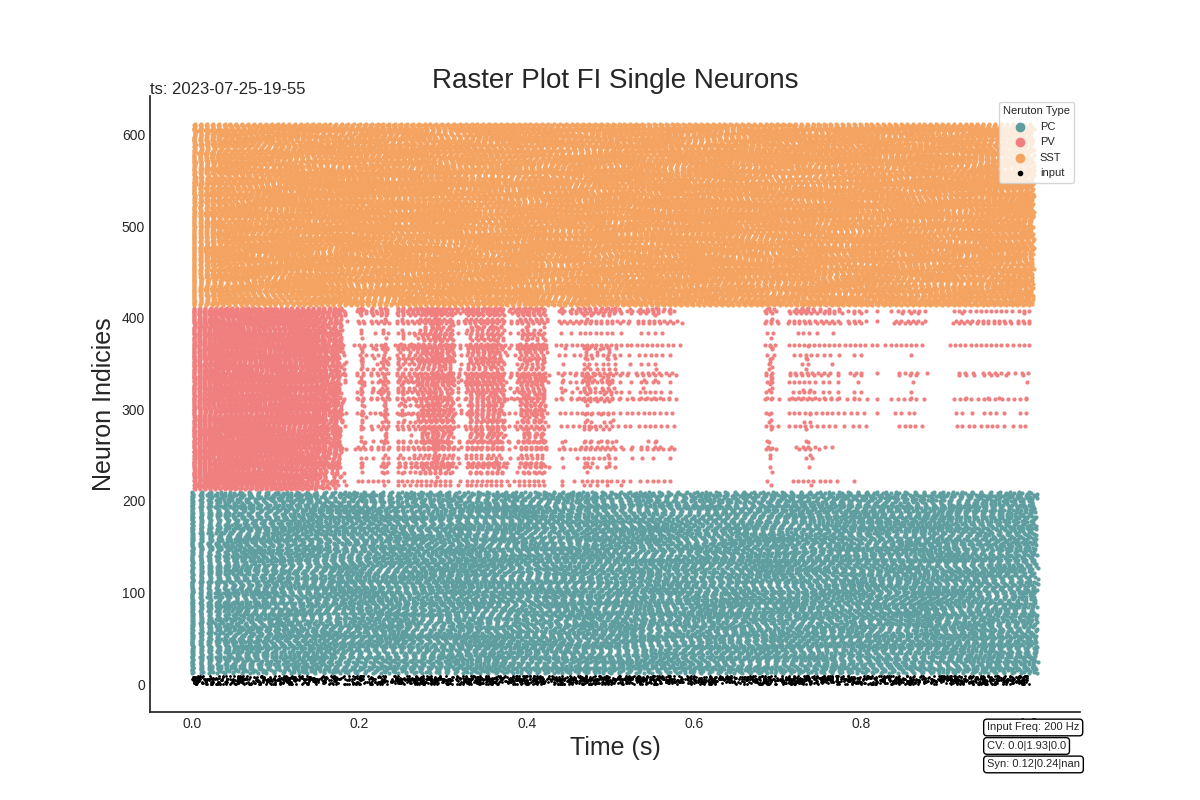 Raster Plot FI Single Neurons
ts: 2023-07-25-19-55
Neruton Type
PC
PV
SST
input
Neuron Indicies
600
500
400
300
200
100
0
0.0
0.2
0.4
0.6
0.8
Time (s)
Input Freq: 200 Hz
CV: 0.0|1.93|0.0
Syn: 0.12|0.24|nan